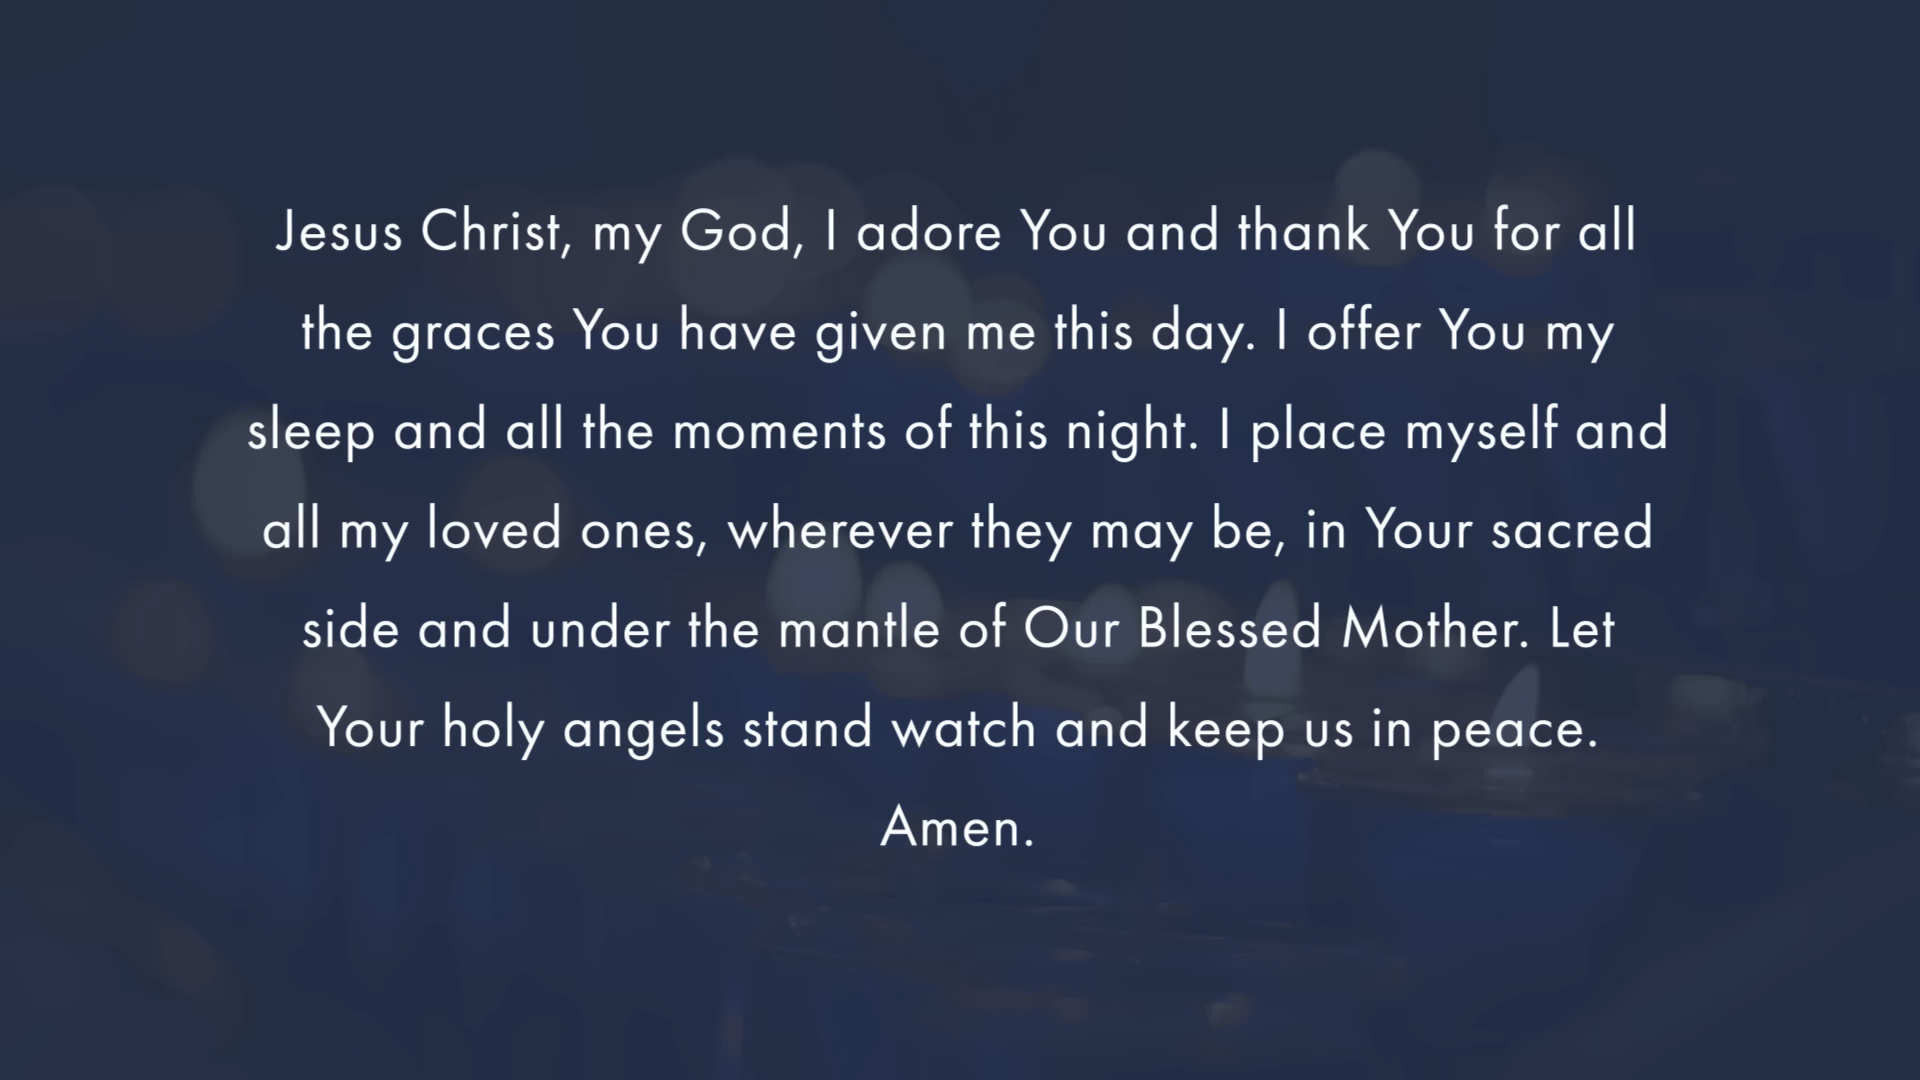 Jesus Christ, my God, I adore You and thank You for all
the graces You have given me this day. I offer You my
sleep and all the moments of this night. I place myself and
all my loved ones, wherever they may be, in Your sacred
side and under the mantle of Our Blessed Mother. Let
Your holy angels stand watch and keep us in peace.
Amen.